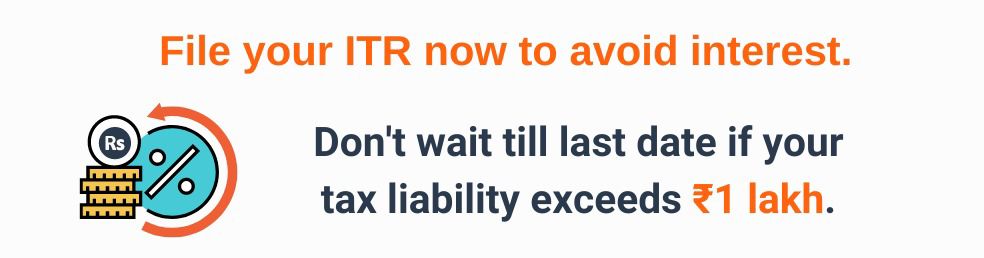 File your ITR now to avoid interest.
Rs
Don't wait till last date if your
tax liability exceeds ₹1 lakh.